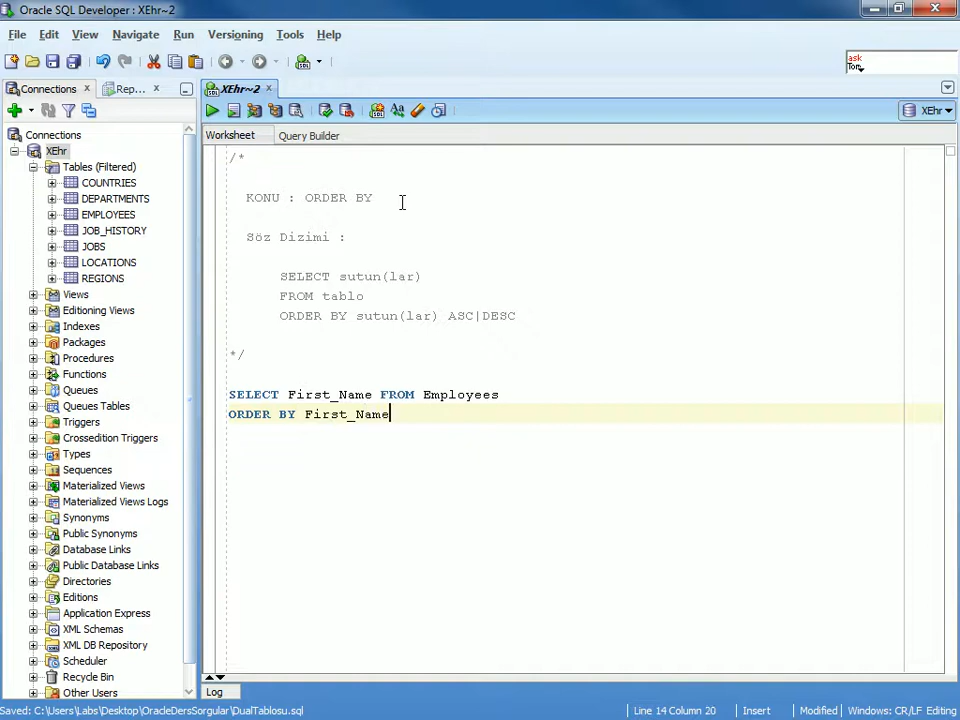 Oracle SQL Developer : XEhr~2
File Edit View Navigate Run Versioning Tools Help
ask
Tom
Connections Rep... XEhr~2
XEhr
Worksheet Query Builder
Connections
XEhr
Tables (Filtered)
COUNTRIES
DEPARTMENTS
EMPLOYEES
JOB_HISTORY
JOBS
LOCATIONS
REGIONS
Views
Editioning Views
Indexes
Packages
Procedures
Functions
Queues
Queues Tables
Triggers
Crossedition Triggers
Types
Sequences
Materialized Views
Materialized Views Logs
Synonyms
Public Synonyms
Database Links
Public Database Links
Directories
Editions
Application Express
XML Schemas
XML DB Repository
Scheduler
Recycle Bin
Other Users
/*
KONU : ORDER BY
Söz Dizimi :
SELECT sutun(lar)
FROM tablo
ORDER BY sutun(lar) ASC|DESC
*/
SELECT First_Name FROM Employees
ORDER BY First_Name
Log
Saved: C:\Users\Labs\Desktop\OracleDersSorgular\DualTablosu.sql Line 14 Column 20 Insert Modified Windows: CR/LF Editing